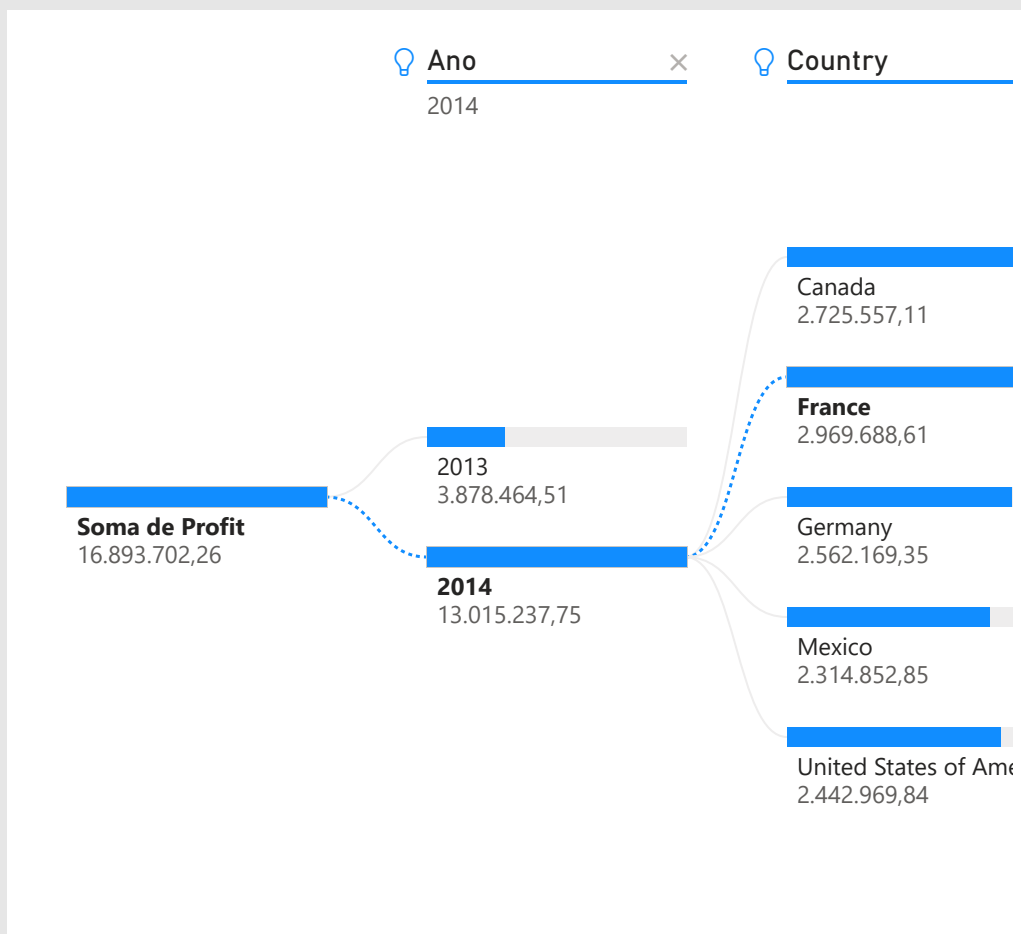 Ano
2014
Country
Soma de Profit
16.893.702,26
2013
3.878.464,51
2014
13.015.237,75
Canada
2.725.557,11
France
2.969.688,61
Germany
2.562.169,35
Mexico
2.314.852,85
United States of
2.442.969,84